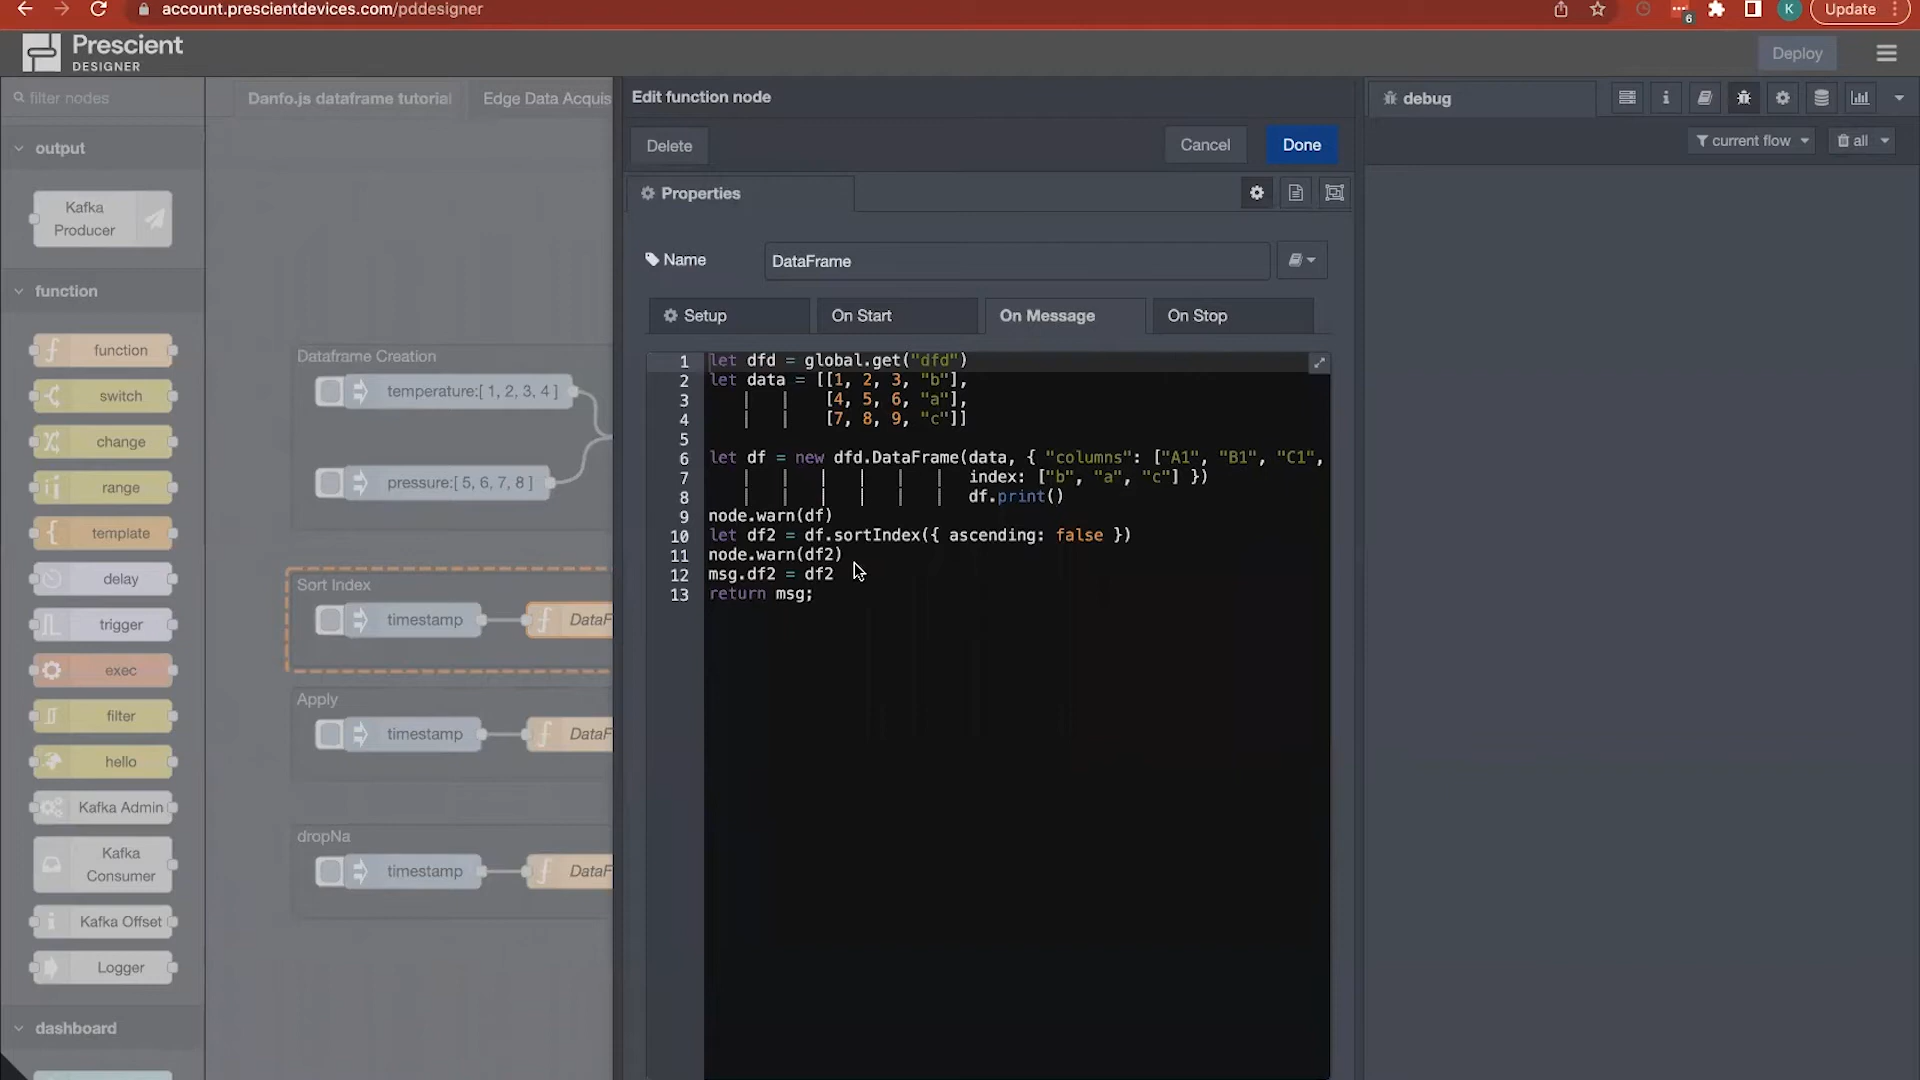 account.prescientdevices.com/pddesigner
6
K
Update
Prescient
DESIGNER
Deploy
filter nodes
Danfo.js dataframe tutorial
Edge Data Acquis
Edit function node
debug
Delete
Cancel
Done
current flow
all
output
Kafka
Producer
Properties
function
Name
DataFrame
Setup
On Start
On Message
On Stop
function
switch
change
range
template
delay
trigger
exec
filter
hello
Kafka Admin
Kafka
Consumer
Kafka Offset
Logger
dashboard
Dataframe Creation
temperature:[ 1, 2, 3, 4 ]
pressure:[ 5, 6, 7, 8 ]
Sort Index
timestamp
DataF
Apply
timestamp
DataF
dropNa
timestamp
DataF
1 let dfd = global.get("dfd")
2 let data = [[1, 2, 3, "b"],
3 [4, 5, 6, "a"],
4 [7, 8, 9, "c"]]
5
6 let df = new dfd.DataFrame(data, { "columns": ["A1", "B1", "C1",
7 index: ["b", "a", "c"] })
8 df.print()
9 node.warn(df)
10 let df2 = df.sortIndex({ ascending: false })
11 node.warn(df2)
12 msg.df2 = df2
13 return msg;